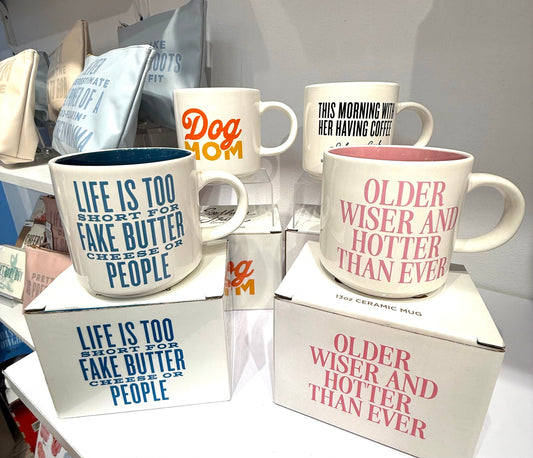 Dog
MOM
THIS MORNING WITH
HER HAVING COFFEE
LIFE IS TOO
SHORT FOR
FAKE BUTTER
CHEESE OR
PEOPLE
OLDER
WISER AND
HOTTER
THAN EVER
Dog
MOM
13oz CERAMIC MUG
LIFE IS TOO
SHORT FOR
FAKE BUTTER
CHEESE OR
PEOPLE
OLDER
WISER AND
HOTTER
THAN EVER